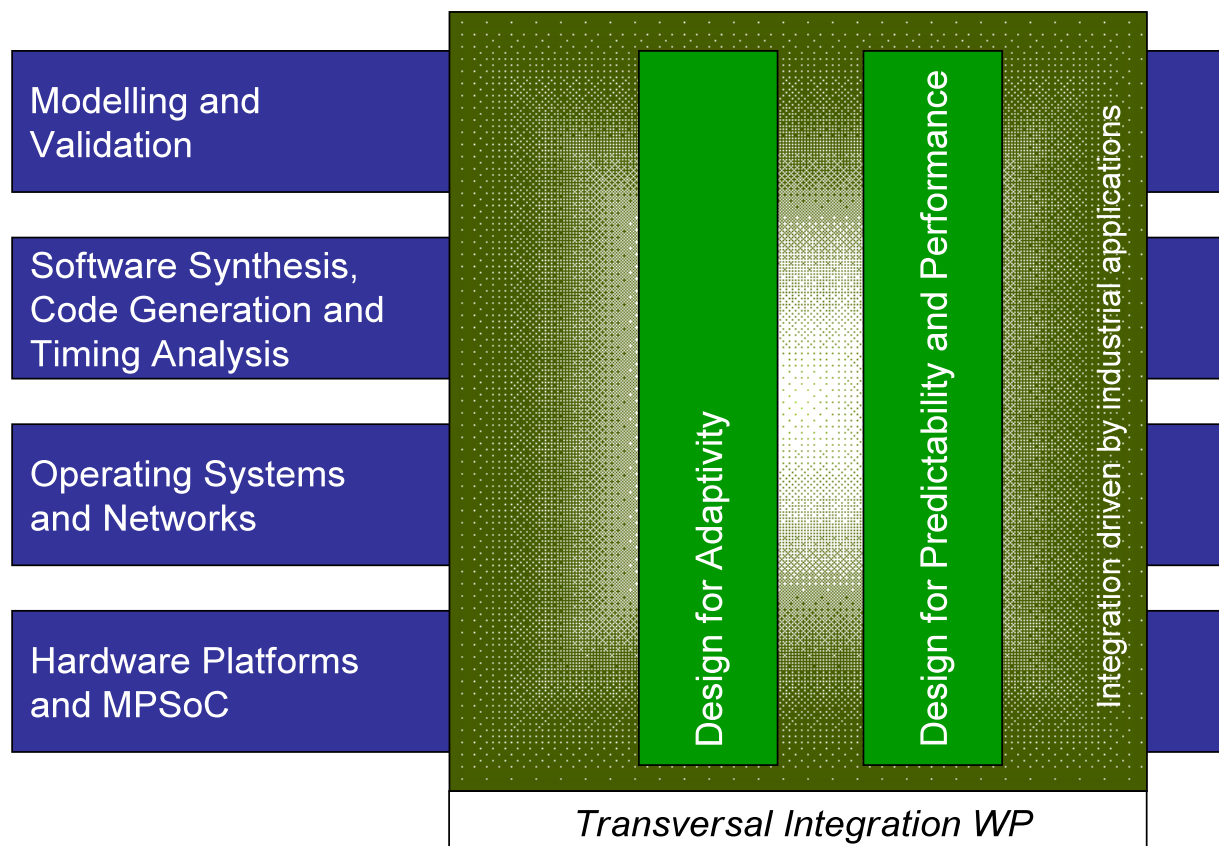 Modelling and
Validation
Software Synthesis,
Code Generation and
Timing Analysis
Operating Systems
and Networks
Hardware Platforms
and MPSoC
Design for Adaptivity
Design for Predictability and Performance
Integration driven by industrial applications
Transversal Integration WP